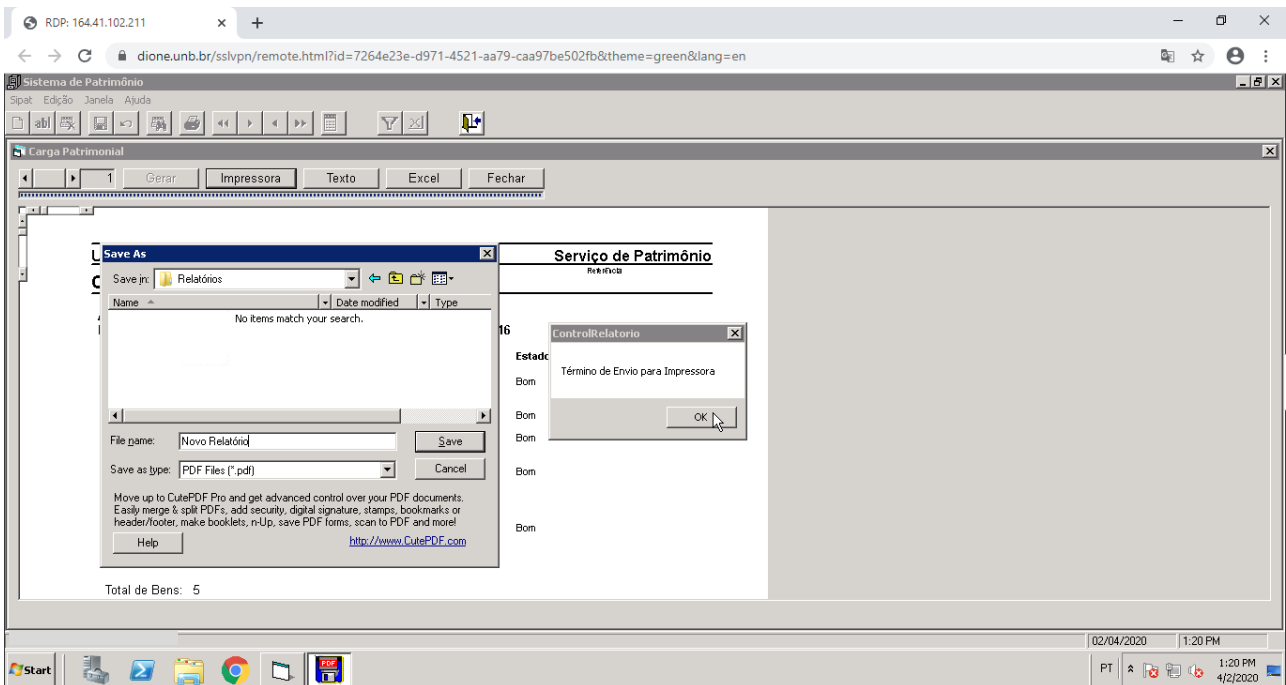 RDP: 164.41.102.211
dione.unb.br/sslvpn/remote.html?id=7264e23e-d971-4521-aa79-caa97be502fb&theme=green&lang=en
Sistema de Patrimônio
Sipat Edição Janela Ajuda
abl
Carga Patrimonial
1 Gerar Impressora Texto Excel Fechar
U
Serviço de Patrimônio
Referência
C
16
Estado
Bom
Bom
Bom
Bom
Bom
Total de Bens: 5
Save As
Save in: Relatórios
Name Date modified Type
No items match your search.
File name: Novo Relatório Save
Save as type: PDF Files (*.pdf) Cancel
Move up to CutePDF Pro and get advanced control over your PDF documents.
Easily merge & split PDFs, add security, digital signature, stamps, bookmarks or
header/footer, make booklets, n-Up, save PDF forms, scan to PDF and more!
Help http://www.CutePDF.com
ControlRelatorio
Término de Envio para Impressora
OK
02/04/2020 1:20 PM
Start PDF PT 1:20 PM
4/2/2020